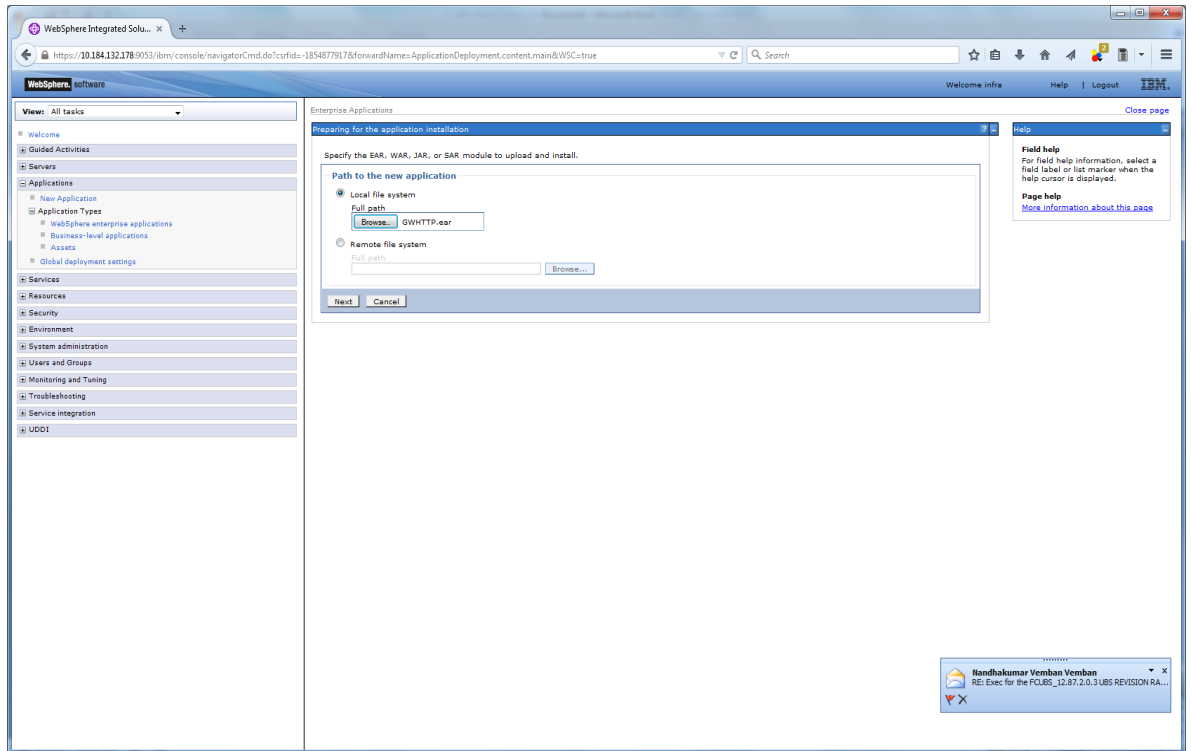 WebSphere Integrated Solu... × +
https://10.184.132.178:9053/ibm/console/navigatorCmd.do?csrfid=-1854877917&forwardName=ApplicationDeployment.content.main&WSC=true
Search
2
WebSphere. software
Welcome infra
Help | Logout
IBM.
View: All tasks
Welcome
Guided Activities
Servers
Applications
New Application
Application Types
WebSphere enterprise applications
Business-level applications
Assets
Global deployment settings
Services
Resources
Security
Environment
System administration
Users and Groups
Monitoring and Tuning
Troubleshooting
Service integration
UDDI
Enterprise Applications
Close page
Preparing for the application installation
? -
Specify the EAR, WAR, JAR, or SAR module to upload and install.
Path to the new application
Local file system
Full path
Browse... GWHTTP.ear
Remote file system
Full path
Browse...
Next Cancel
Help
Field help
For field help information, select a
field label or list marker when the
help cursor is displayed.
Page help
More information about this page
Nandhakumar Vemban Vemban
RE: Exec for the FCUBS_12.87.2.0.3 UBS REVISION RA...